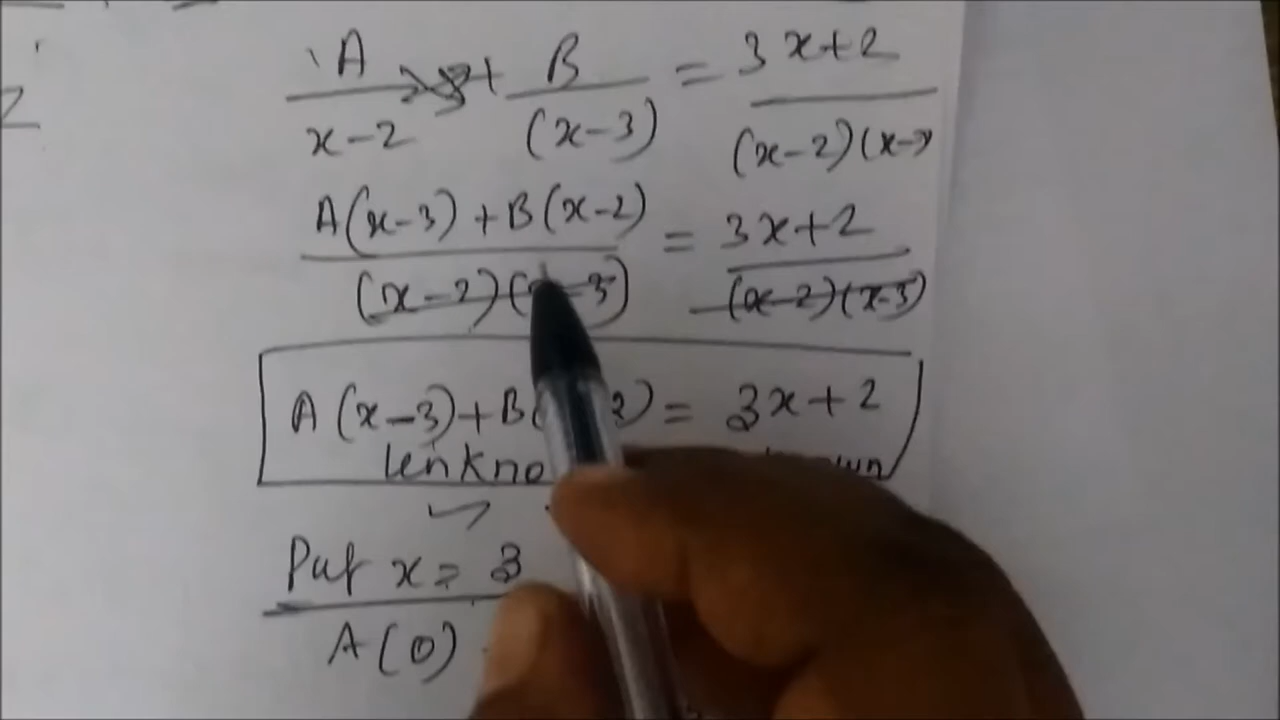 A/x-2 + B/(x-3) = 3x+2/(x-2)(x-
A(x-3)+B(x-2)/(x-2)(x-3) = 3x+2/(x-2)(x-3)
A(x-3)+B( 2) = 3x+2
Put x = 3
A(0)